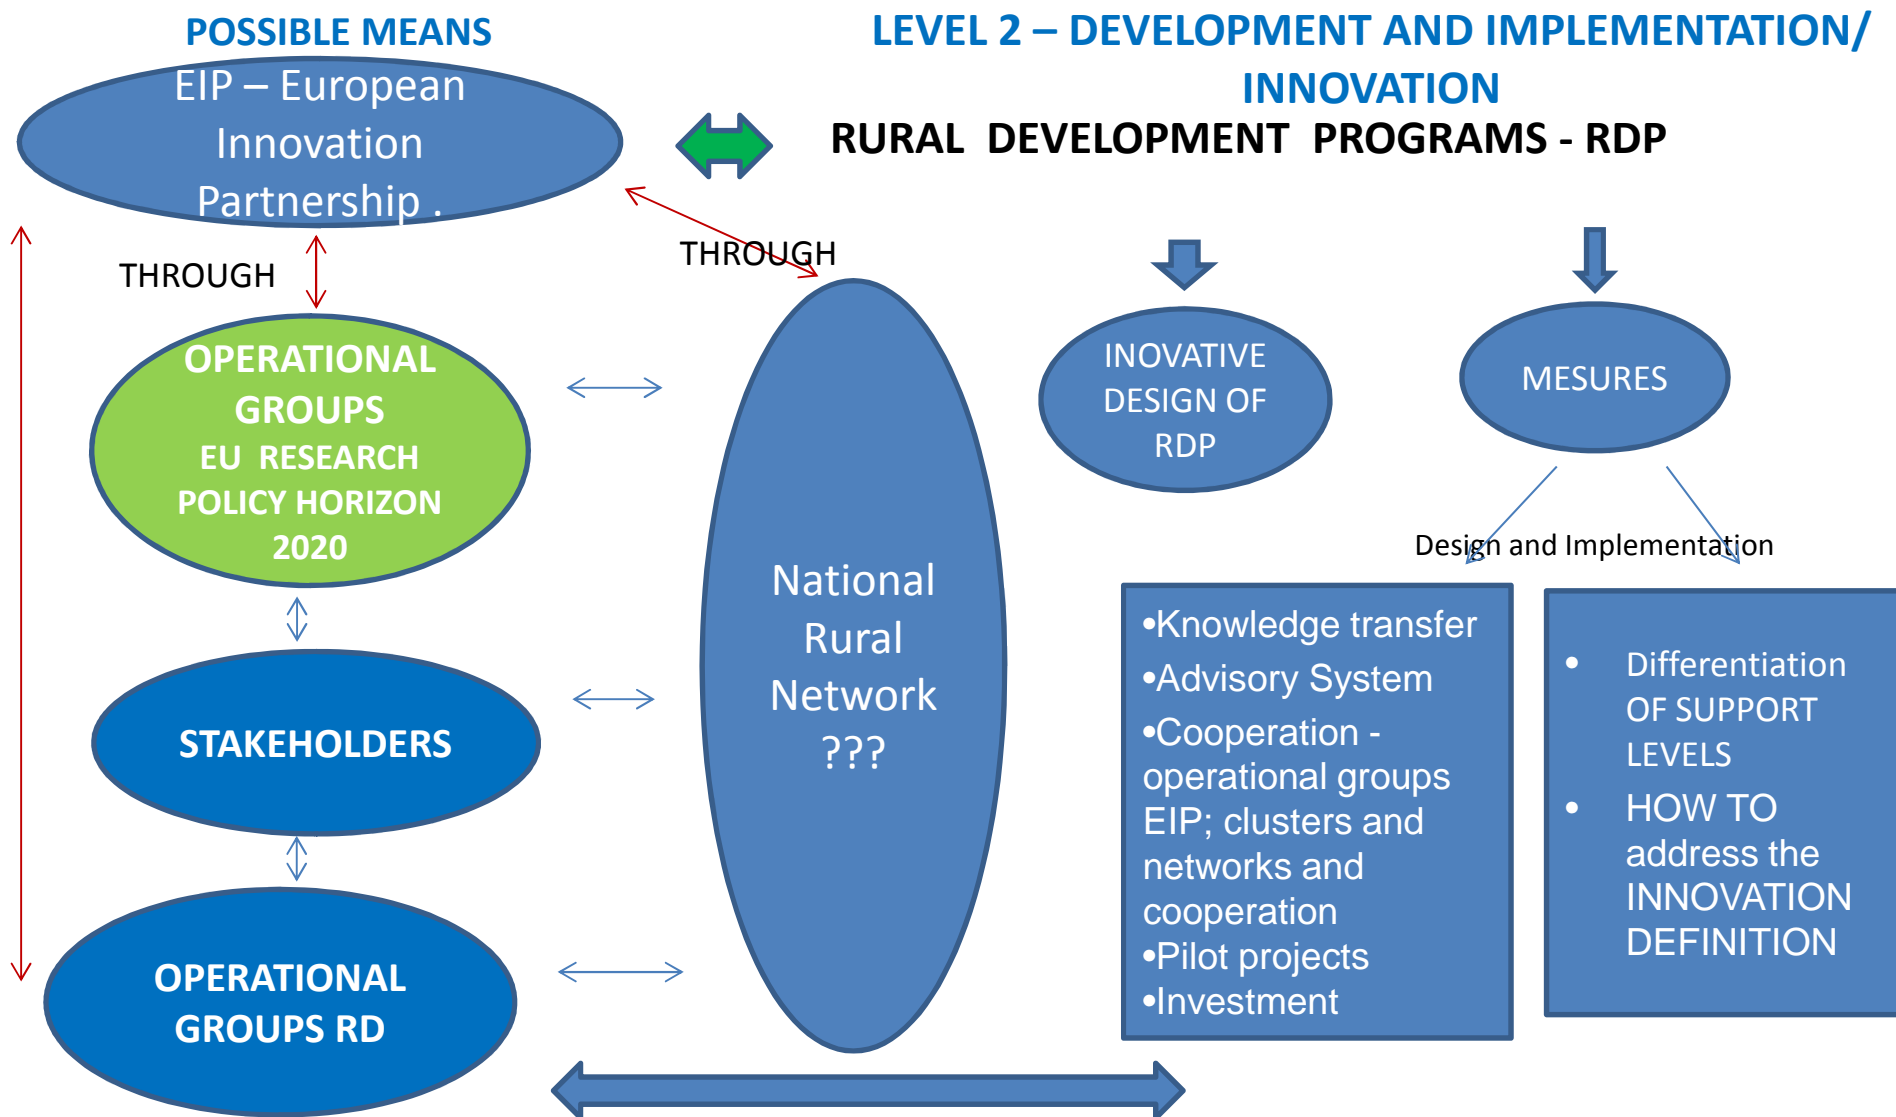 POSSIBLE MEANS
EIP – European
Innovation
Partnership .
LEVEL 2 – DEVELOPMENT AND IMPLEMENTATION/
INNOVATION
RURAL DEVELOPMENT PROGRAMS - RDP
THROUGH
THROUGH
OPERATIONAL
GROUPS
EU RESEARCH
POLICY HORIZON
2020
STAKEHOLDERS
OPERATIONAL
GROUPS RD
National
Rural
Network
???
INOVATIVE
DESIGN OF
RDP
MESURES
Design and Implementation
•Knowledge transfer
•Advisory System
•Cooperation -
operational groups
EIP; clusters and
networks and
cooperation
•Pilot projects
•Investment
• Differentiation
OF SUPPORT
LEVELS
• HOW TO
address the
INNOVATION
DEFINITION